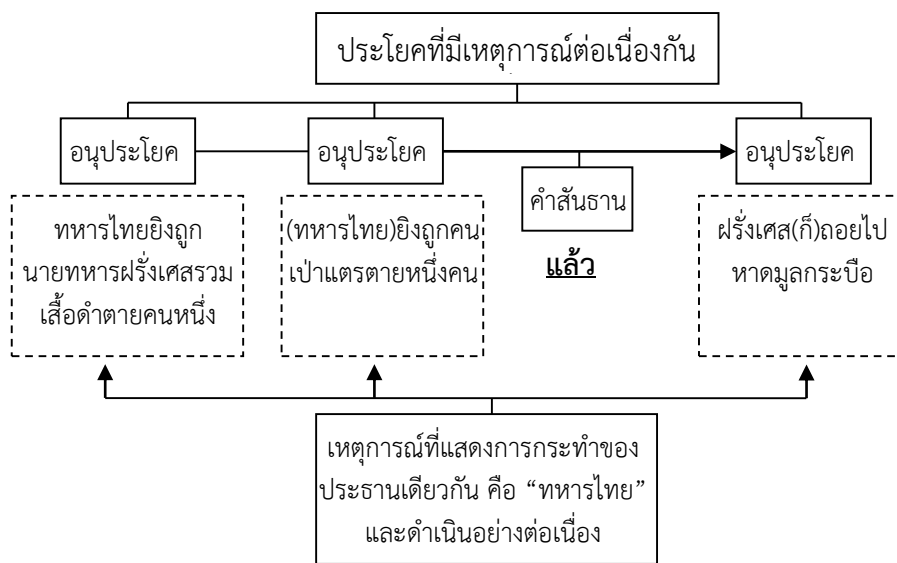 ประโยคที่มีเหตุการณ์ต่อเนื่องกัน
อนุประโยค
อนุประโยค
อนุประโยค
คำสันธาน
แล้ว
ทหารไทยยิงถูก
นายทหารฝรั่งเศสรวม
เสื้อดำตายคนหนึ่ง
(ทหารไทย)ยิงถูกคน
เป่าแตรตายหนึ่งคน
ฝรั่งเศส(ก็)ถอยไป
หาดมูลกระบือ
เหตุการณ์ที่แสดงการกระทำของ
ประธานเดียวกัน คือ “ทหารไทย”
และดำเนินอย่างต่อเนื่อง